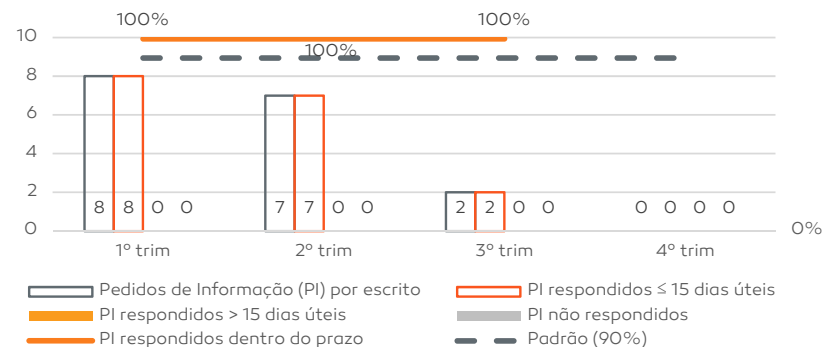 100% 100%
10
100%
8
6
4
2
8 8 0 0 7 7 0 0 2 2 0 0 0 0 0 0
0 0%
1º trim 2º trim 3º trim 4º trim
Pedidos de Informação (PI) por escrito PI respondidos ≤ 15 dias úteis
PI respondidos > 15 dias úteis PI não respondidos
PI respondidos dentro do prazo Padrão (90%)